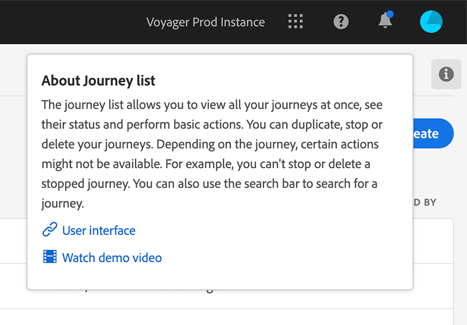 Voyager Prod Instance
About Journey list
The journey list allows you to view all your journeys at once, see
their status and perform basic actions. You can duplicate, stop or
delete your journeys. Depending on the journey, certain actions
might not be available. For example, you can't stop or delete a
stopped journey. You can also use the search bar to search for a
journey.
eate
D BY
User interface
Watch demo video